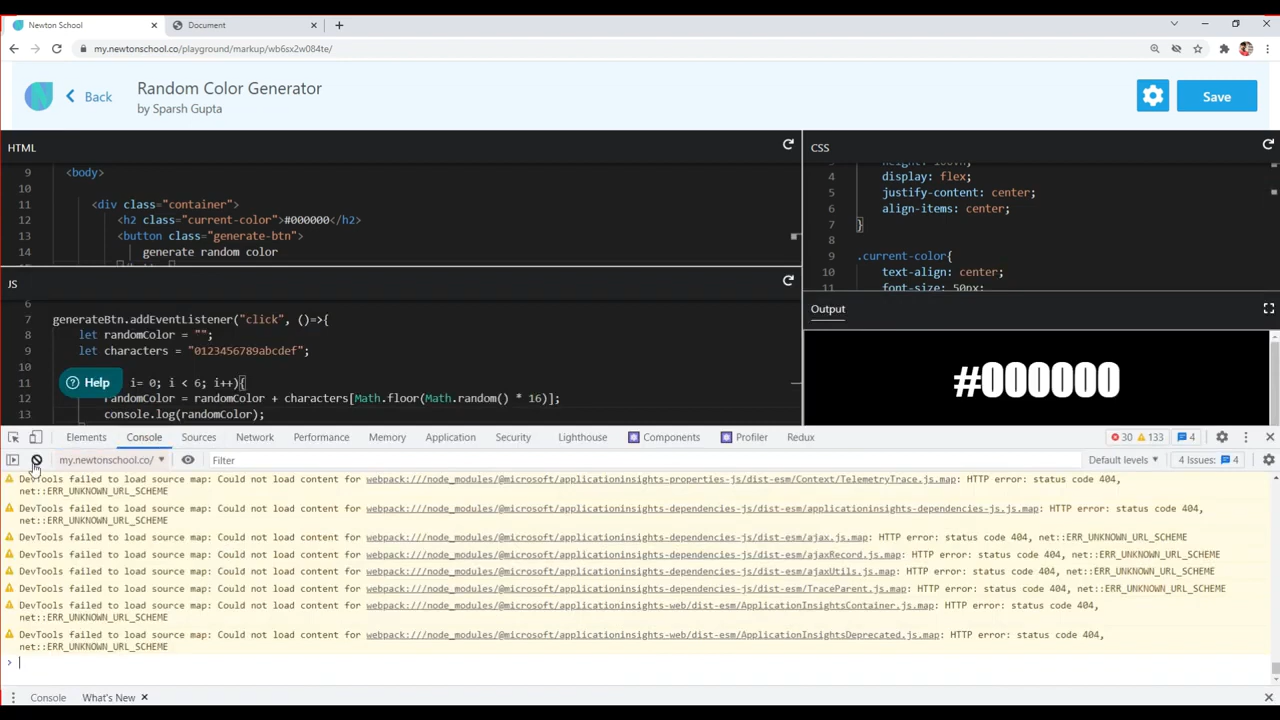 Newton School
Document
my.newtonschool.co/playground/markup/wb6sx2w084te/
Random Color Generator
by Sparsh Gupta
Back
Save
HTML
9 <body>
10
11 <div class="container">
12 <h2 class="current-color">#000000</h2>
13 <button class="generate-btn">
14 generate random color
JS
6
7 generateBtn.addEventListener("click", ()=>{
8 let randomColor = "";
9 let characters = "0123456789abcdef";
10
11 i= 0; i < 6; i++){
12 randomColor = randomColor + characters[Math.floor(Math.random() * 16)];
13 console.log(randomColor);
Help
CSS
4 display: flex;
5 justify-content: center;
6 align-items: center;
7 }
8
9 .current-color{
10 text-align: center;
11 font-size: 50px;
Output
#000000
Elements Console Sources Network Performance Memory Application Security Lighthouse Components Profiler Redux 30 133 4
my.newtonschool.co/ Filter Default levels 4 Issues: 4
DevTools failed to load source map: Could not load content for webpack:///node_modules/@microsoft/applicationinsights-properties-js/dist-esm/Context/TelemetryTrace.js.map: HTTP error: status code 404,
net::ERR_UNKNOWN_URL_SCHEME
DevTools failed to load source map: Could not load content for webpack:///node_modules/@microsoft/applicationinsights-dependencies-js/dist-esm/applicationinsights-dependencies-js.js.map: HTTP error: status code 404,
net::ERR_UNKNOWN_URL_SCHEME
DevTools failed to load source map: Could not load content for webpack:///node_modules/@microsoft/applicationinsights-dependencies-js/dist-esm/ajax.js.map: HTTP error: status code 404, net::ERR_UNKNOWN_URL_SCHEME
DevTools failed to load source map: Could not load content for webpack:///node_modules/@microsoft/applicationinsights-dependencies-js/dist-esm/ajaxRecord.js.map: HTTP error: status code 404, net::ERR_UNKNOWN_URL_SCHEME
DevTools failed to load source map: Could not load content for webpack:///node_modules/@microsoft/applicationinsights-dependencies-js/dist-esm/ajaxUtils.js.map: HTTP error: status code 404, net::ERR_UNKNOWN_URL_SCHEME
DevTools failed to load source map: Could not load content for webpack:///node_modules/@microsoft/applicationinsights-dependencies-js/dist-esm/TraceParent.js.map: HTTP error: status code 404, net::ERR_UNKNOWN_URL_SCHEME
DevTools failed to load source map: Could not load content for webpack:///node_modules/@microsoft/applicationinsights-web/dist-esm/ApplicationInsightsContainer.js.map: HTTP error: status code 404,
net::ERR_UNKNOWN_URL_SCHEME
DevTools failed to load source map: Could not load content for webpack:///node_modules/@microsoft/applicationinsights-web/dist-esm/ApplicationInsightsDeprecated.js.map: HTTP error: status code 404,
net::ERR_UNKNOWN_URL_SCHEME
Console What's New